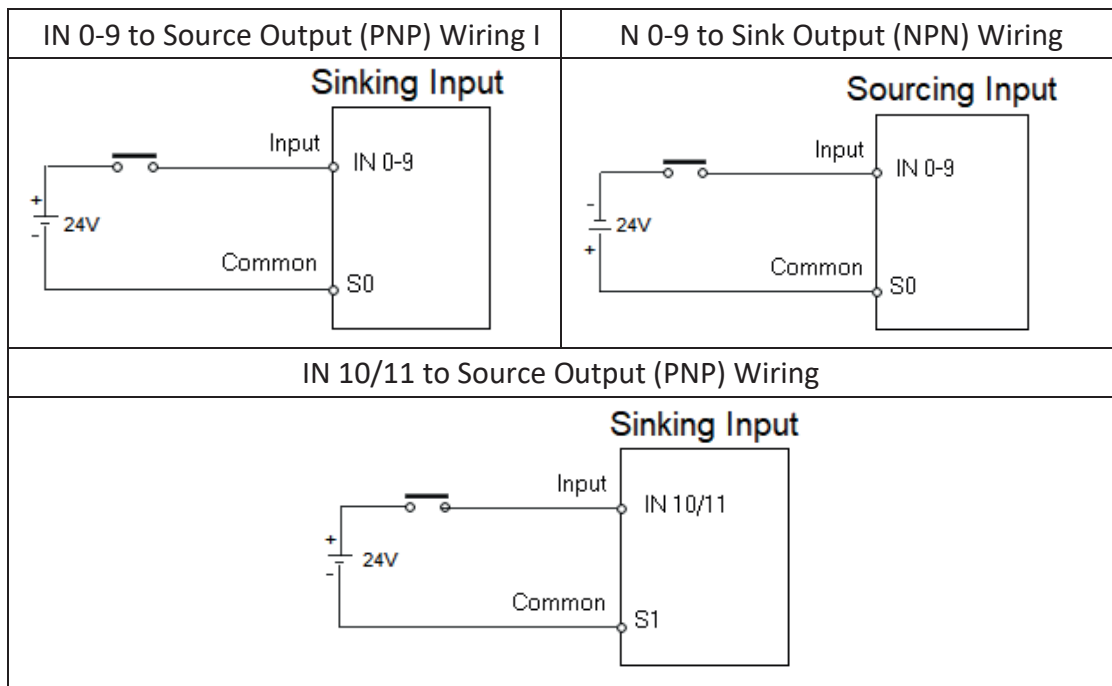 IN 0-9 to Source Output (PNP) Wiring I
N 0-9 to Sink Output (NPN) Wiring
Sinking Input
Input
IN 0-9
+
24V
-
Common
S0
Sourcing Input
Input
IN 0-9
-
24V
+
Common
S0
IN 10/11 to Source Output (PNP) Wiring
Sinking Input
Input
IN 10/11
+
24V
-
Common
S1